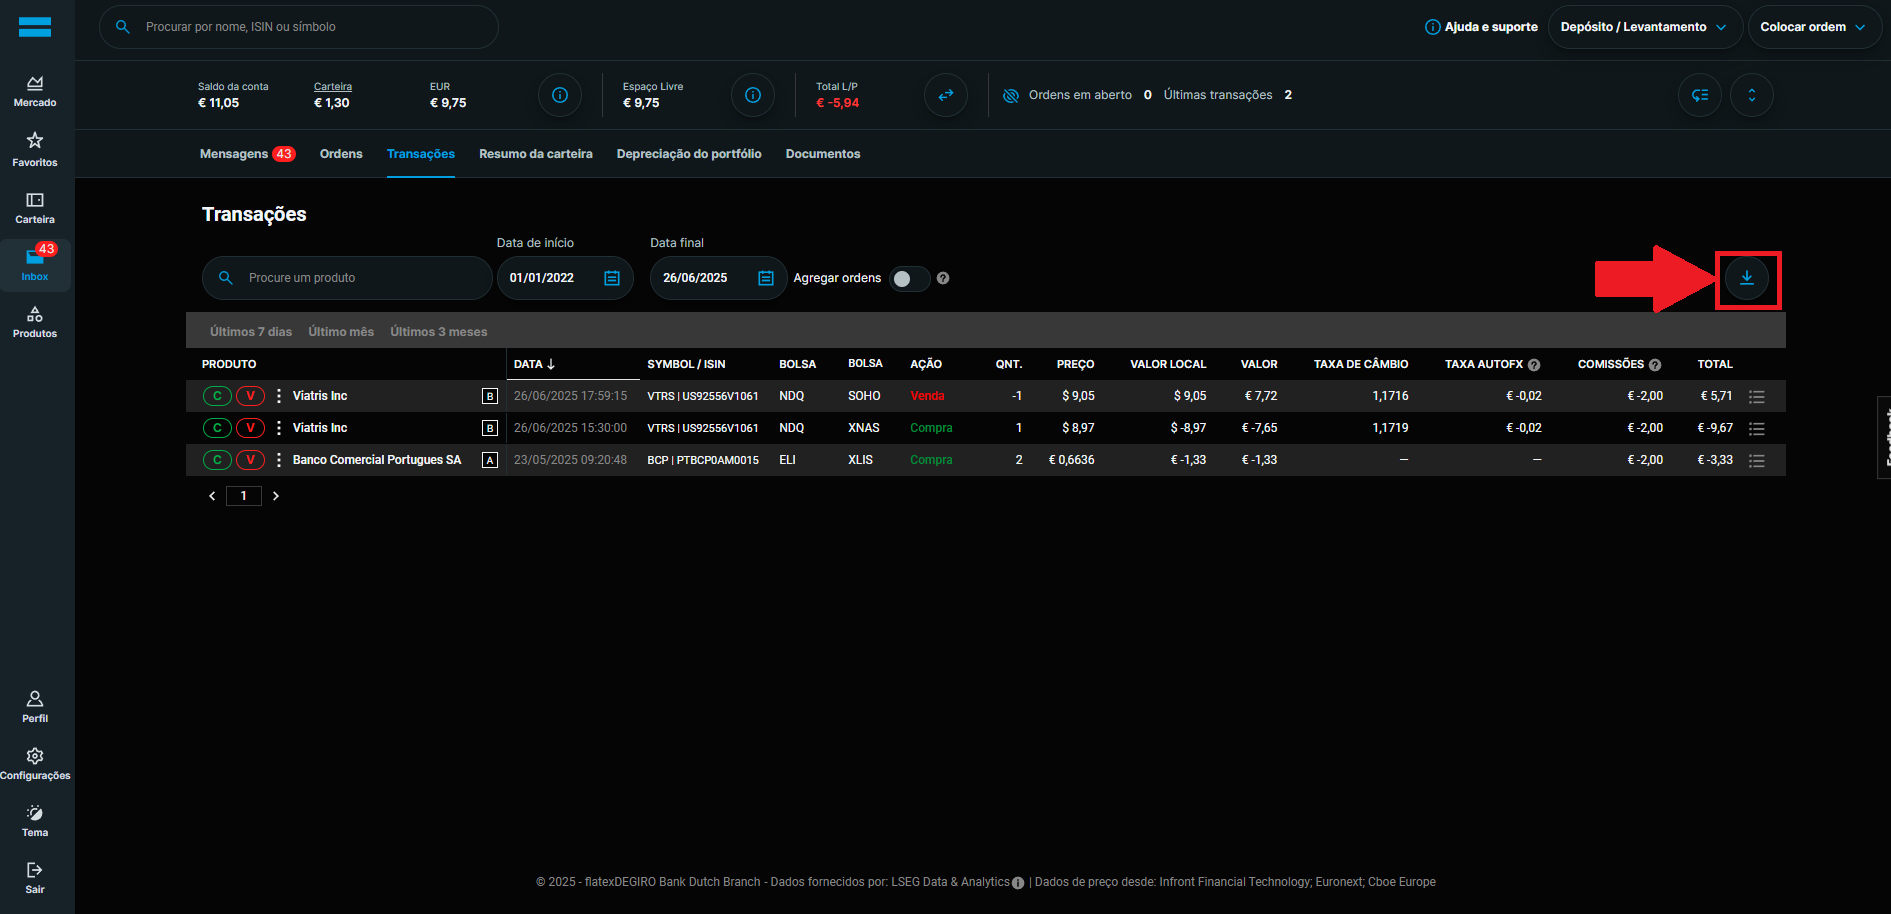 Procurar por nome, ISIN ou símbolo
Ajuda e suporte
Depósito / Levantamento
Colocar ordem
Mercado
Favoritos
Carteira
43
Inbox
Produtos
Perfil
Configurações
Tema
Sair
Saldo da conta
€ 11,05
Carteira
€ 1,30
EUR
€ 9,75
Espaço Livre
€ 9,75
Total L/P
€ -5,94
Ordens em aberto 0 Últimas transações 2
Mensagens 43 Ordens Transações Resumo da carteira Depreciação do portfólio Documentos
Transações
Data de início
Data final
Procure um produto
01/01/2022
26/06/2025
Agregar ordens
Últimos 7 dias Último mês Últimos 3 meses
PRODUTO DATA SYMBOL / ISIN BOLSA BOLSA AÇÃO QNT. PREÇO VALOR LOCAL VALOR TAXA DE CÂMBIO TAXA AUTOFX COMISSÕES TOTAL
C V Viatris Inc B 26/06/2025 17:59:15 VTRS | US92556V1061 NDQ SOHO Venda -1 $ 9,05 $ 9,05 € 7,72 1,1716 € -0,02 € -2,00 € 5,71
C V Viatris Inc B 26/06/2025 15:30:00 VTRS | US92556V1061 NDQ XNAS Compra 1 $ 8,97 $ -8,97 € -7,65 1,1719 € -0,02 € -2,00 € -9,67
C V Banco Comercial Portugues SA A 23/05/2025 09:20:48 BCP | PTBCP0AM0015 ELI XLIS Compra 2 € 0,6636 € -1,33 € -1,33 — — € -2,00 € -3,33
1
© 2025 - flatexDEGIRO Bank Dutch Branch - Dados fornecidos por: LSEG Data & Analytics | Dados de preço desde: Infront Financial Technology; Euronext; Cboe Europe